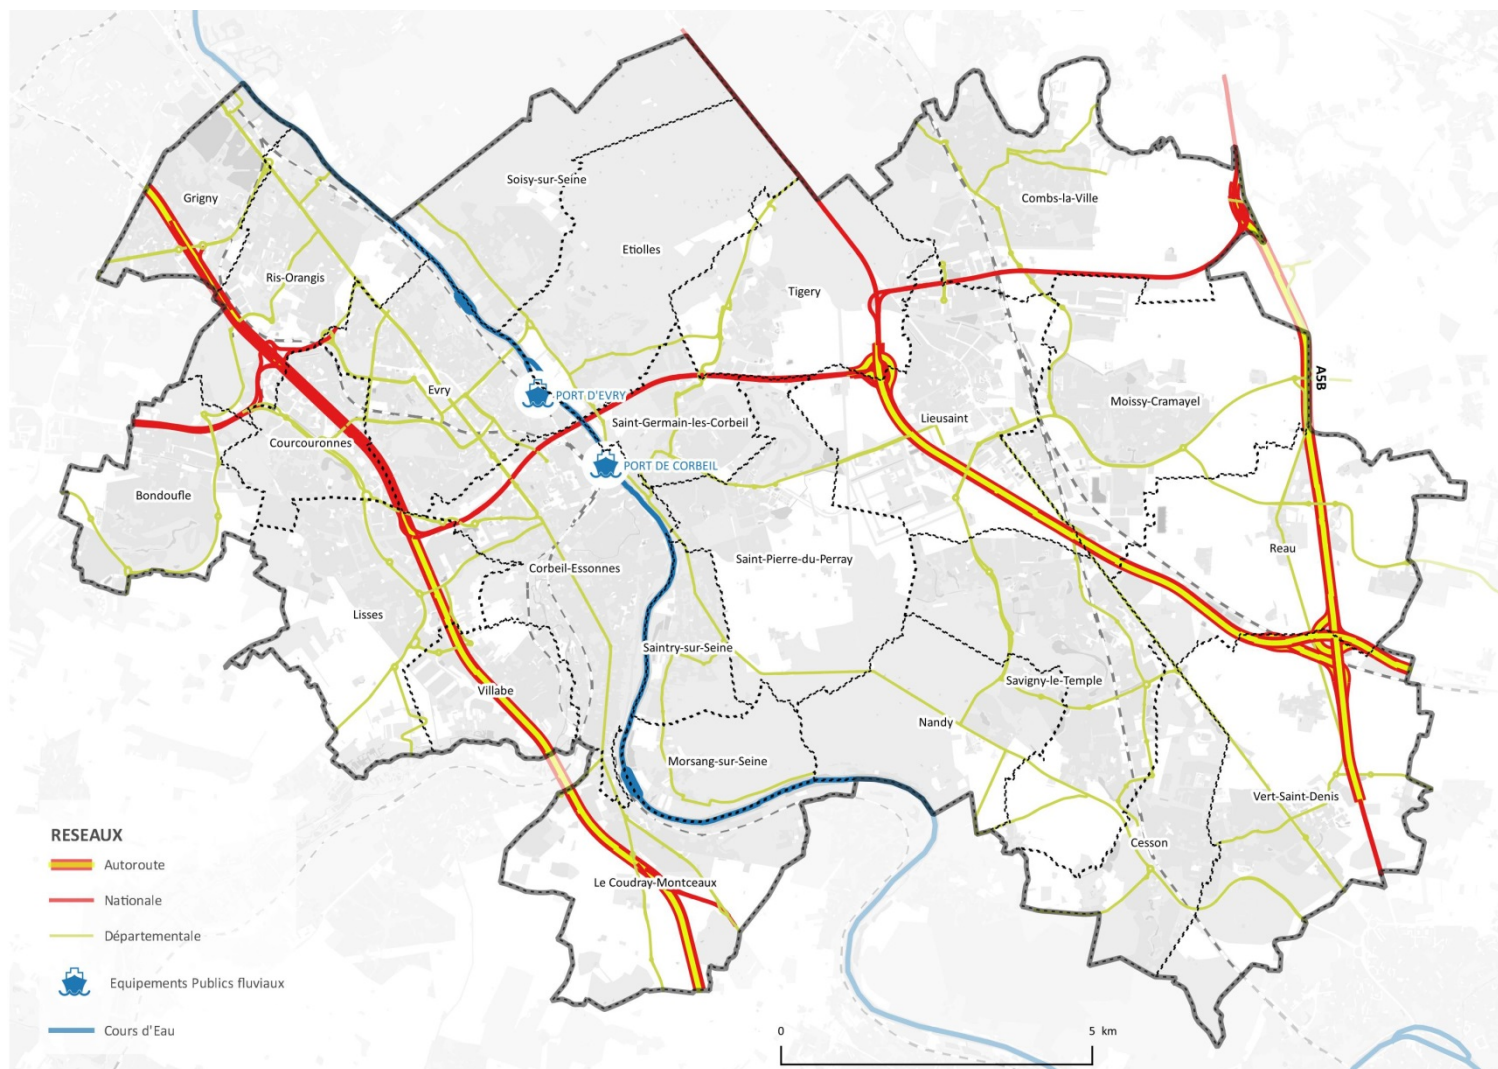 Soisy-sur-Seine
Grigny
Combs-la-Ville
Etiolles
Ris-Orangis
Tigery
A5B
Evry
PORT D'EVRY
Moissy-Cramayel
Saint-Germain-les-Corbeil
Lieusaint
Courcouronnes
PORT DE CORBEIL
Bondoufle
Reau
Saint-Pierre-du-Perray
Corbeil-Essonnes
Lisses
Saintry-sur-Seine
Savigny-le-Temple
Villabe
Nandy
Morsang-sur-Seine
Vert-Saint-Denis
Cesson
Le Coudray-Montceaux
RESEAUX
Autoroute
Nationale
Départementale
Equipements Publics fluviaux
Cours d'Eau
0 5 km